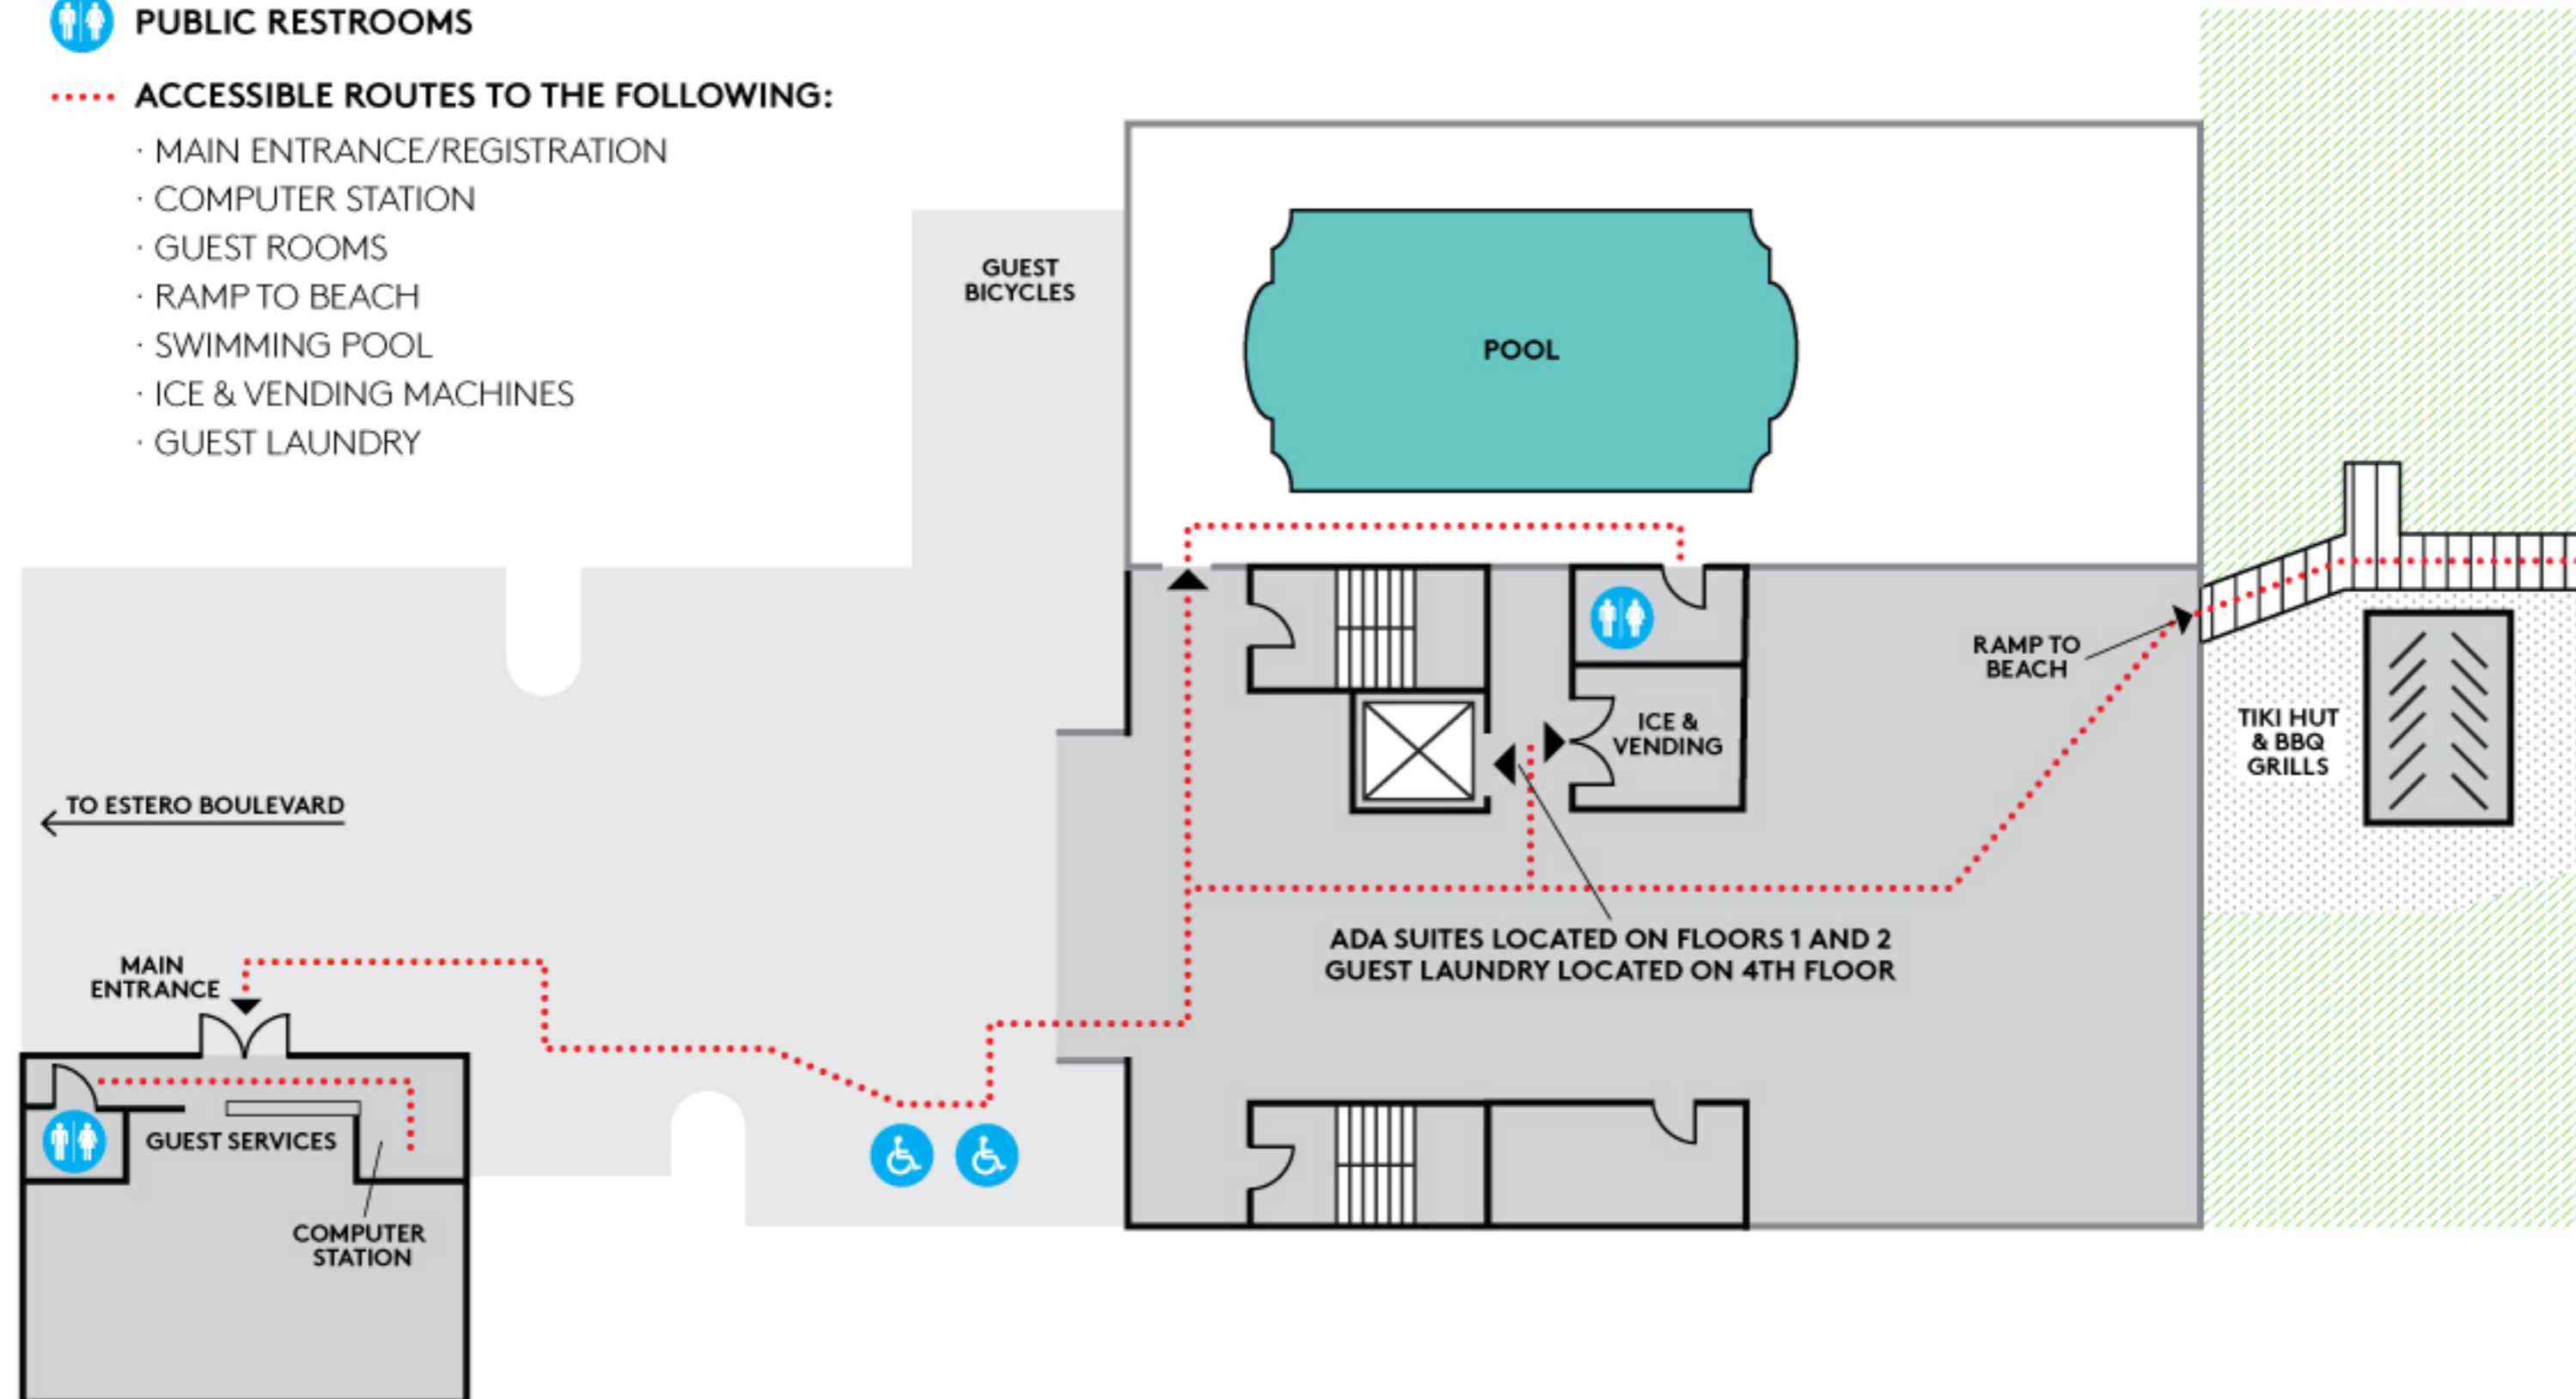 PUBLIC RESTROOMS
ACCESSIBLE ROUTES TO THE FOLLOWING:
· MAIN ENTRANCE/REGISTRATION
· COMPUTER STATION
· GUEST ROOMS
· RAMP TO BEACH
· SWIMMING POOL
· ICE & VENDING MACHINES
· GUEST LAUNDRY
GUEST
BICYCLES
POOL
RAMP TO
BEACH
ICE &
VENDING
TIKI HUT
& BBQ
GRILLS
TO ESTERO BOULEVARD
ADA SUITES LOCATED ON FLOORS 1 AND 2
GUEST LAUNDRY LOCATED ON 4TH FLOOR
MAIN
ENTRANCE
GUEST SERVICES
COMPUTER
STATION